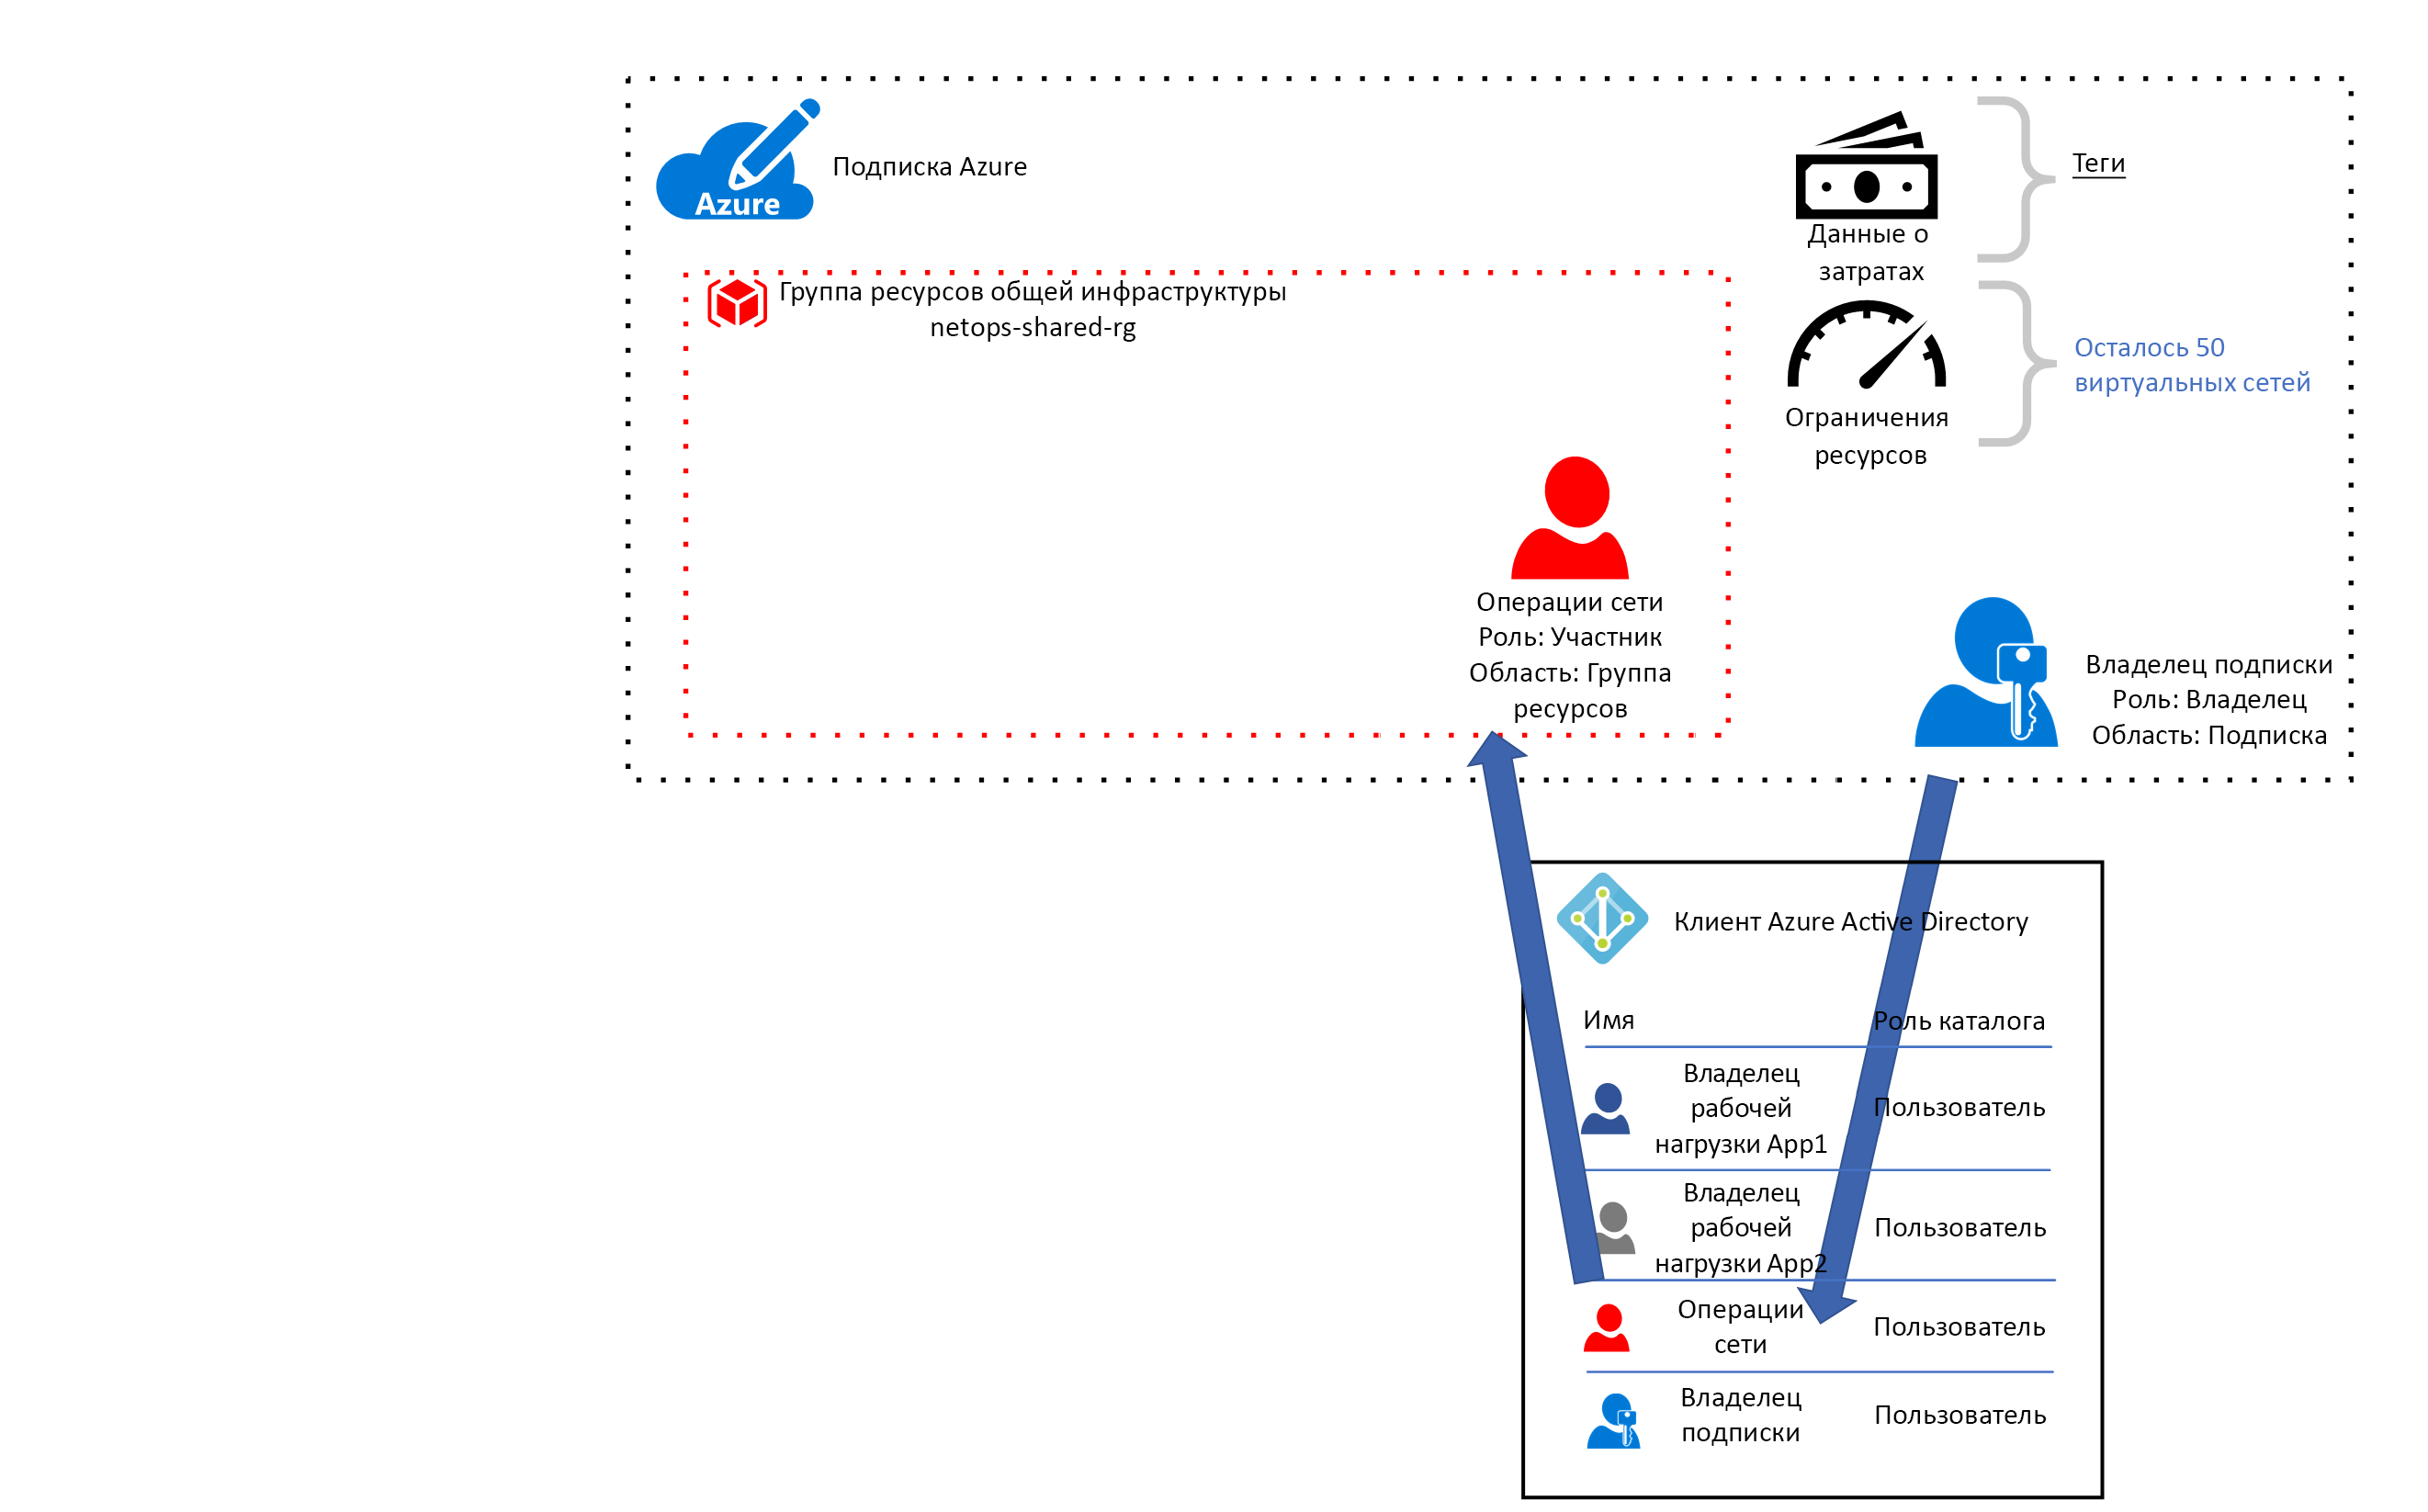 Azure
Подписка Azure
Данные о
затратах
Теги
Группа ресурсов общей инфраструктуры
netops-shared-rg
Осталось 50
виртуальных сетей
Ограничения
ресурсов
Операции сети
Роль: Участник
Область: Группа
ресурсов
Владелец подписки
Роль: Владелец
Область: Подписка
Клиент Azure Active Directory
Имя
Роль каталога
Владелец
рабочей
нагрузки App1
Пользователь
Владелец
рабочей
нагрузки App2
Пользователь
Операции
сети
Пользователь
Владелец
подписки
Пользователь